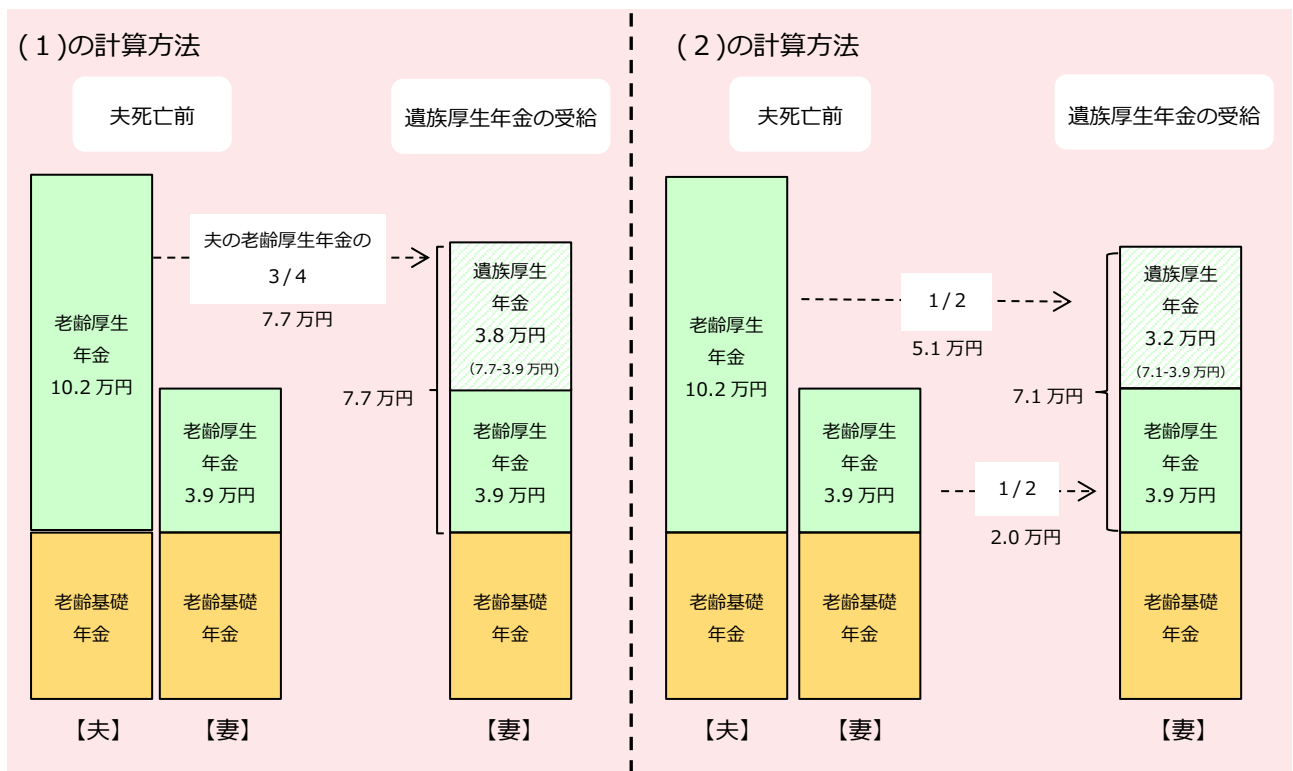 (１)の計算方法
夫死亡前
遺族厚生年金の受給
老齢厚生
年金
10.2 万円
老齢基礎
年金
【夫】
老齢厚生
年金
3.9 万円
老齢基礎
年金
【妻】
夫の老齢厚生年金の
3/4
7.7 万円
7.7 万円
遺族厚生
年金
3.8 万円
(7.7-3.9 万円)
老齢厚生
年金
3.9 万円
老齢基礎
年金
【妻】
(２)の計算方法
夫死亡前
遺族厚生年金の受給
老齢厚生
年金
10.2 万円
老齢基礎
年金
【夫】
老齢厚生
年金
3.9 万円
老齢基礎
年金
【妻】
1/2
5.1 万円
1/2
2.0 万円
7.1 万円
遺族厚生
年金
3.2 万円
(7.1-3.9 万円)
老齢厚生
年金
3.9 万円
老齢基礎
年金
【妻】